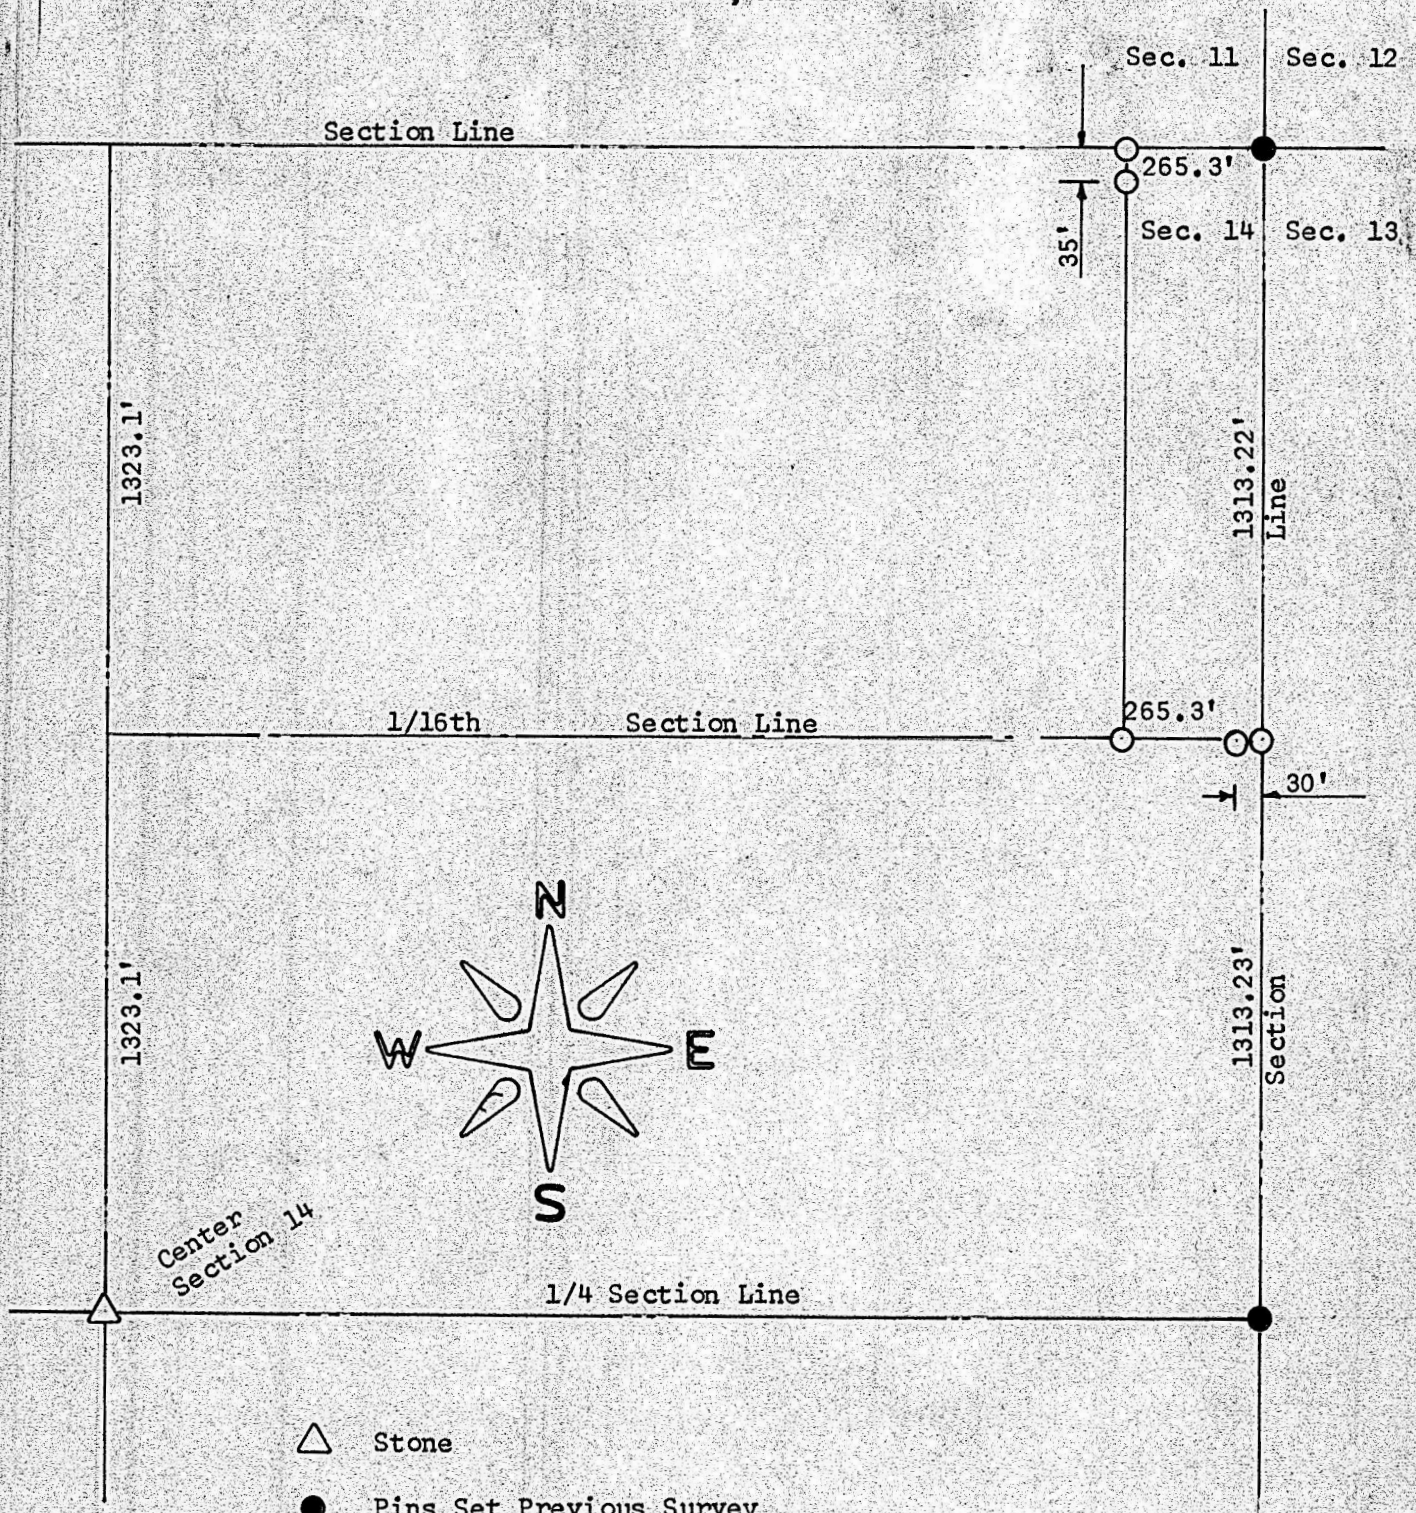 Sec. 11 Sec. 12
Section Line
265.3'
Sec. 14 Sec. 13
35'
1323.1'
1313.22'
Line
265.3'
1/16th Section Line
30'
N
W E
S
1323.1'
1313.23'
Section
Center
Section 14
1/4 Section Line
Stone
Pins Set Previous Survey